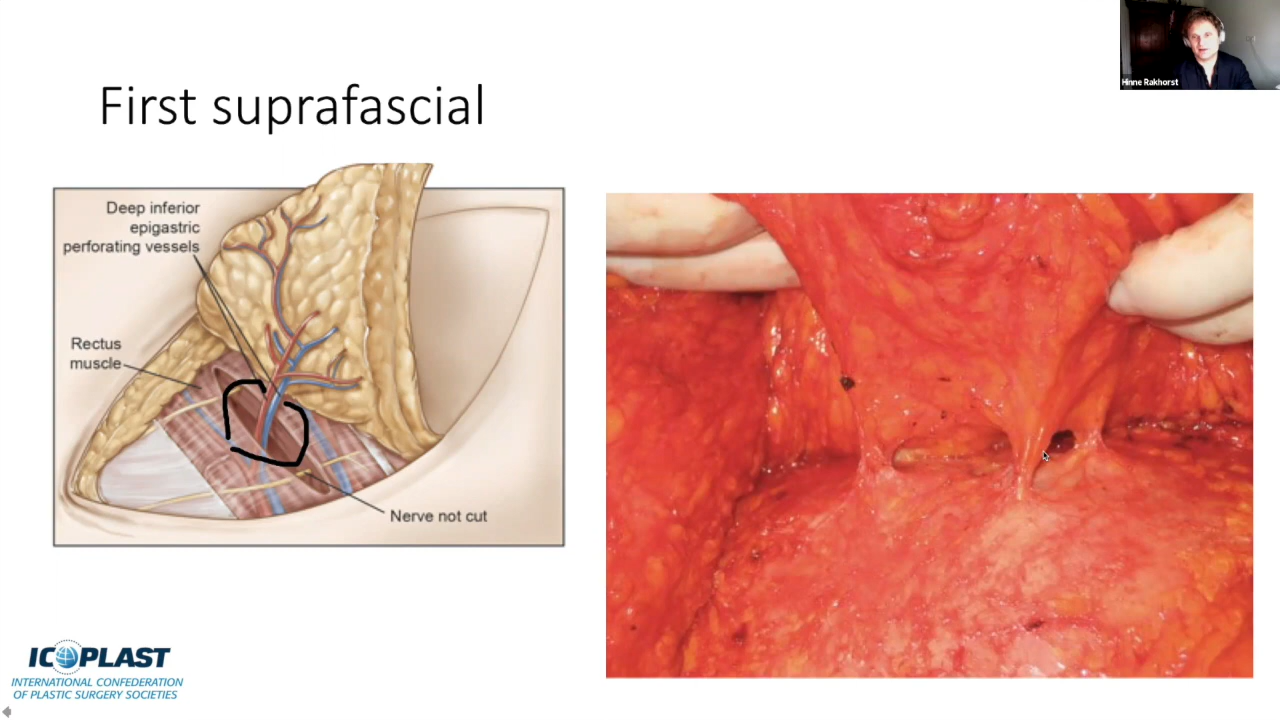 Hinne Rakhorst
First suprafascial
Deep inferior
epigastric
perforating vessels
Rectus
muscle
Nerve not cut
ICOPLAST
INTERNATIONAL CONFEDERATION
OF PLASTIC SURGERY SOCIETIES